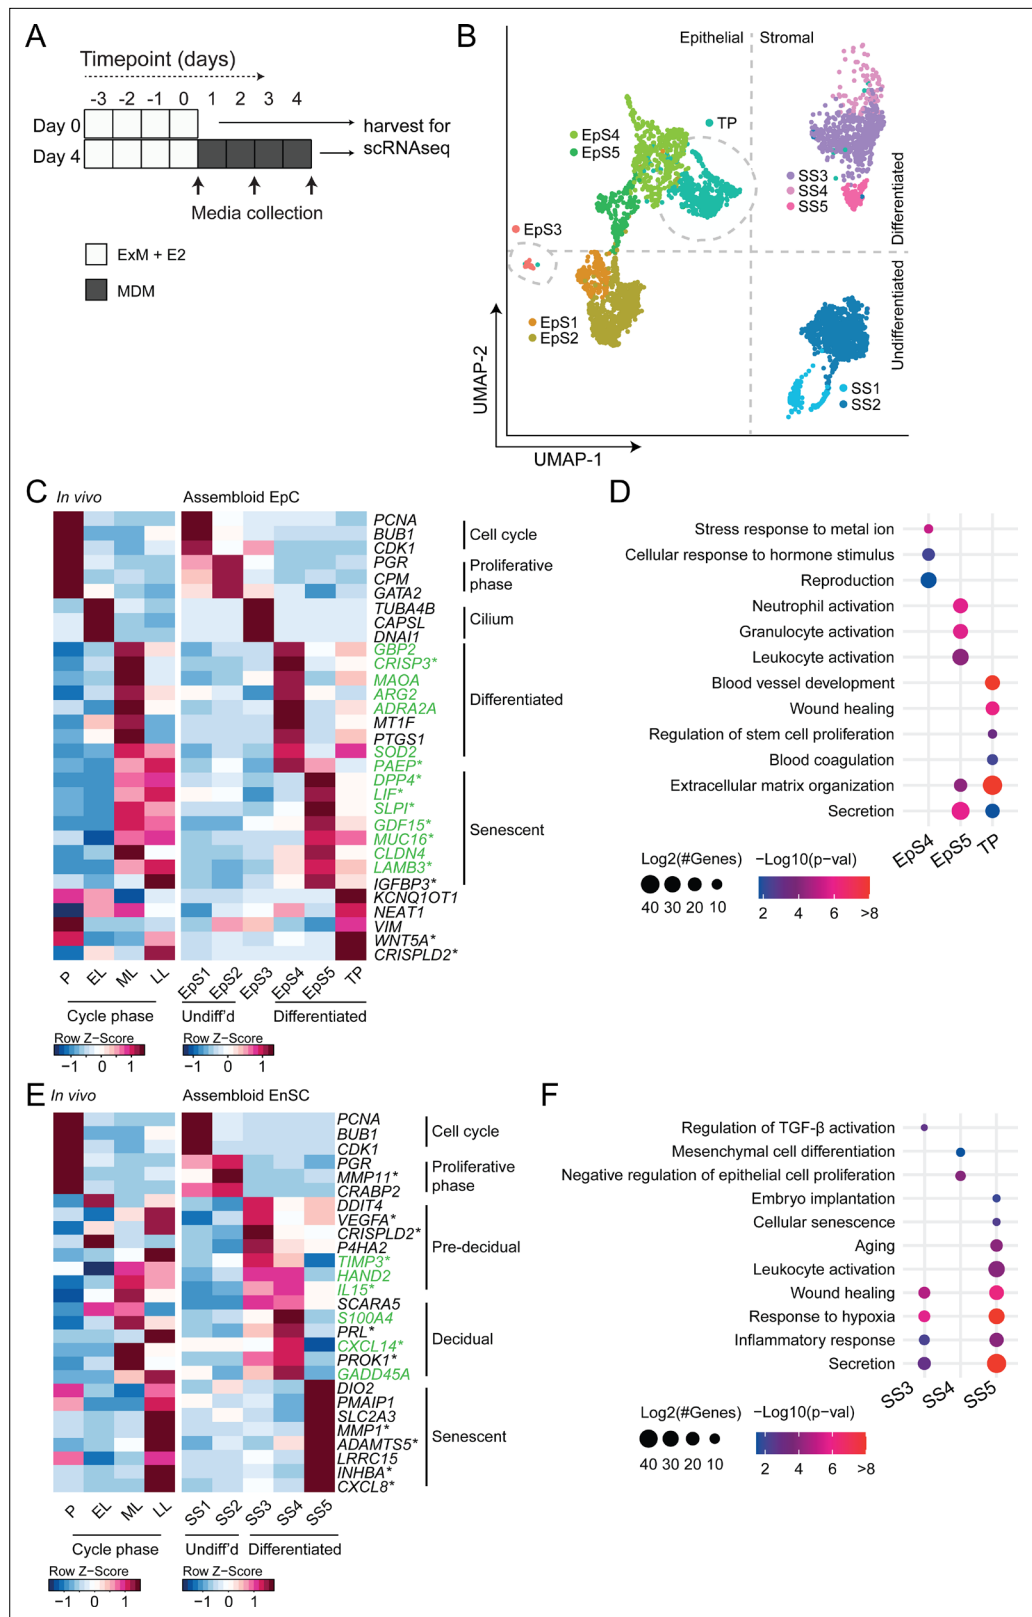 A
Timepoint (days)
-3 -2 -1 0 1 2 3 4
Day 0
harvest for
Day 4
scRNAseq
Media collection
ExM + E2
MDM
B
Epithelial
Stromal
EpS4
EpS5
TP
SS3
SS4
SS5
EpS3
Differentiated
Undifferentiated
EpS1
EpS2
SS1
SS2
UMAP-2
UMAP-1
C
In vivo
Assembloid EpC
PCNA
BUB1
CDK1
PGR
CPM
GATA2
TUBA4B
CAPSL
DNAI1
GBP2
CRISP3*
MAOA
ARG2
ADRA2A
MT1F
PTGS1
SOD2
PAEP*
DPP4*
LIF*
SLPI*
GDF15*
MUC16*
CLDN4
LAMB3*
IGFBP3*
KCNQ1OT1
NEAT1
VIM
WNT5A*
CRISPLD2*
Cell cycle
Proliferative
phase
Cilium
Differentiated
Senescent
P EL ML LL
EpS1 EpS2 EpS3 EpS4 EpS5 TP
Cycle phase
Undiff'd
Differentiated
Row Z−Score
−1 0 1
Row Z−Score
−1 0 1
D
Stress response to metal ion
Cellular response to hormone stimulus
Reproduction
Neutrophil activation
Granulocyte activation
Leukocyte activation
Blood vessel development
Wound healing
Regulation of stem cell proliferation
Blood coagulation
Extracellular matrix organization
Secretion
EpS4 EpS5 TP
Log2(#Genes)
40 30 20 10
−Log10(p−val)
2 4 6 >8
E
In vivo
Assembloid EnSC
PCNA
BUB1
CDK1
PGR
MMP11*
CRABP2
DDIT4
VEGFA*
CRISPLD2*
P4HA2
TIMP3*
HAND2
IL15*
SCARA5
S100A4
PRL*
CXCL14*
PROK1*
GADD45A
DIO2
PMAIP1
SLC2A3
MMP1*
ADAMTS5*
LRRC15
INHBA*
CXCL8*
Cell cycle
Proliferative
phase
Pre-decidual
Decidual
Senescent
P EL ML LL
SS1 SS2 SS3 SS4 SS5
Cycle phase
Undiff'd
Differentiated
Row Z−Score
−1 0 1
Row Z−Score
−1 0 1
F
Regulation of TGF-β activation
Mesenchymal cell differentiation
Negative regulation of epithelial cell proliferation
Embryo implantation
Cellular senescence
Aging
Leukocyte activation
Wound healing
Response to hypoxia
Inflammatory response
Secretion
SS3 SS4 SS5
Log2(#Genes)
40 30 20 10
−Log10(p−val)
2 4 6 >8